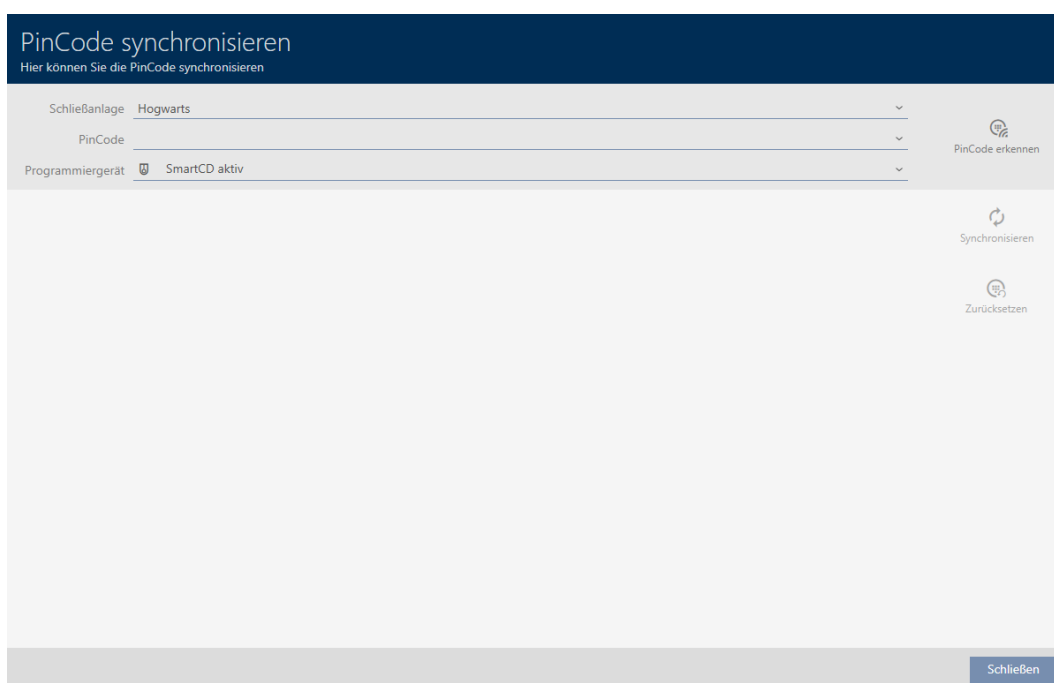 PinCode synchronisieren
Hier können Sie die PinCode synchronisieren
Schließanlage Hogwarts
PinCode
PinCode erkennen
Programmiergerät SmartCD aktiv
Synchronisieren
Zurücksetzen
Schließen